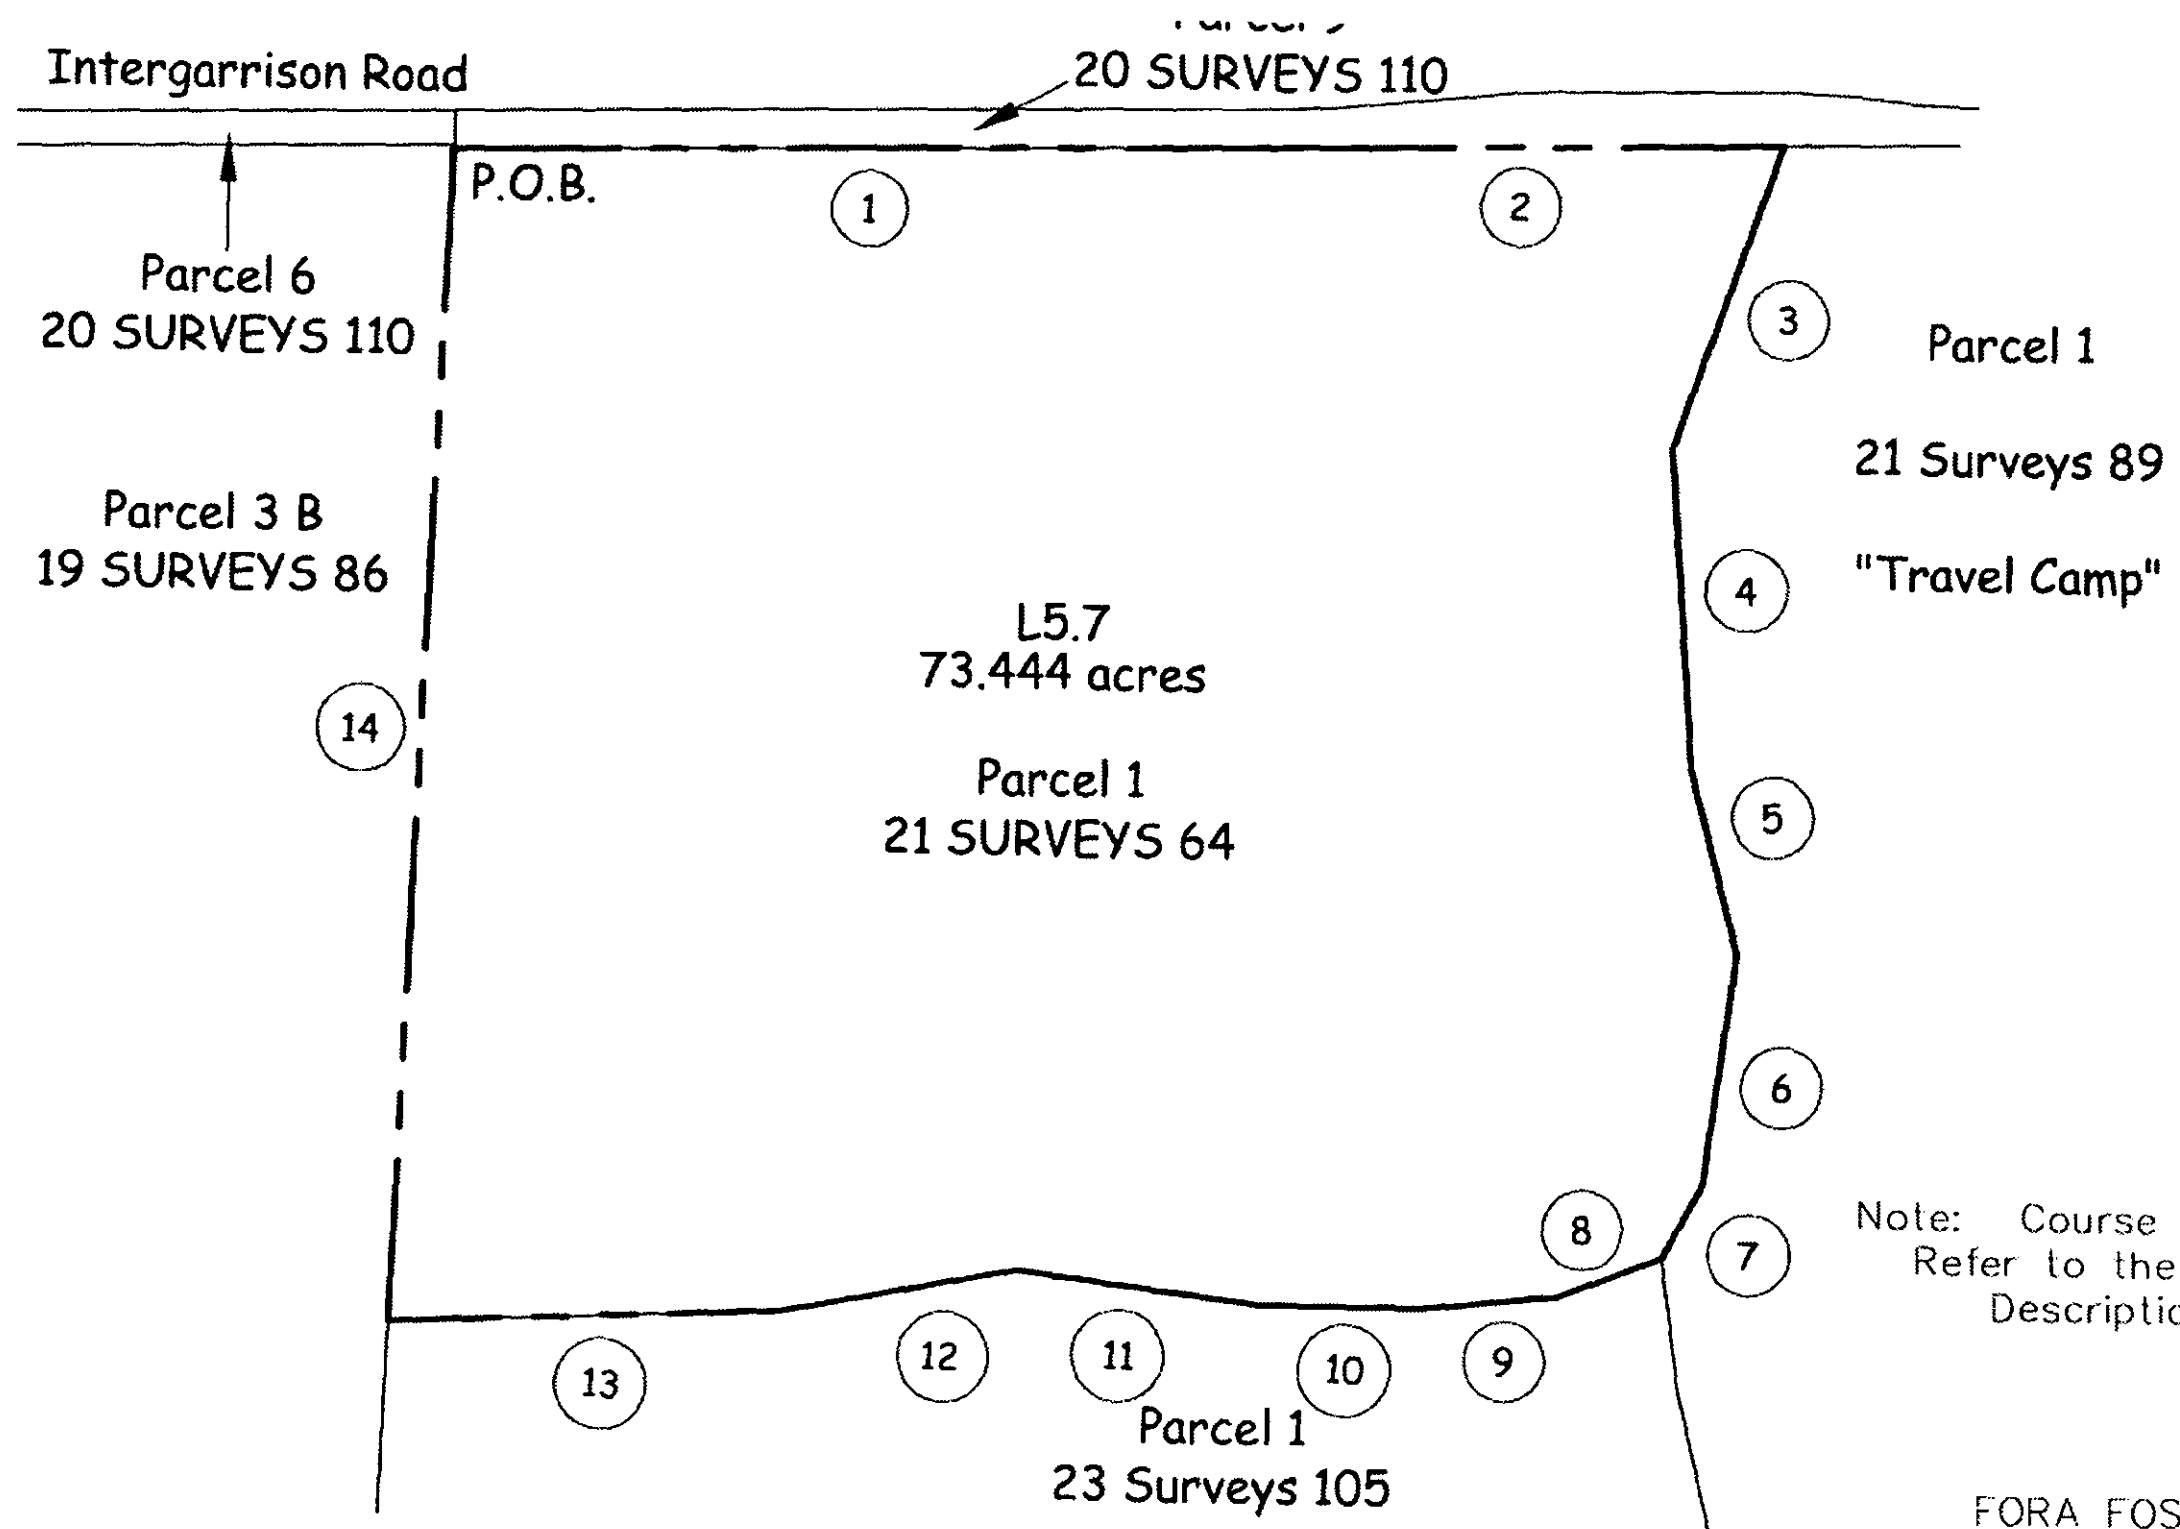 Intergarrison Road
20 SURVEYS 110
P.O.B.
1
2
3
Parcel 6
20 SURVEYS 110
Parcel 1
21 Surveys 89
"Travel Camp"
Parcel 3 B
19 SURVEYS 86
4
L5.7
73.444 acres
14
Parcel 1
21 SURVEYS 64
5
6
Note: Course
Refer to the
8
7
13
12
11
10
9
Parcel 1
23 Surveys 105
FORA